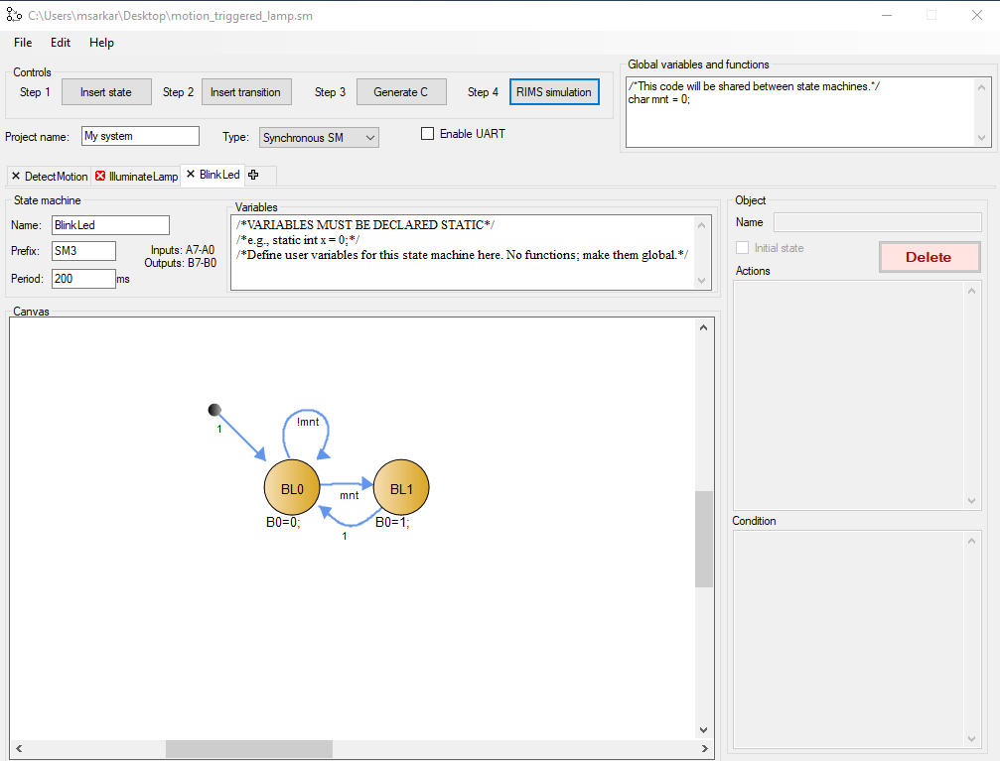 C:\Users\msarkar\Desktop\motion_triggered_lamp.sm
File Edit Help
Controls
Step 1 Insert state Step 2 Insert transition Step 3 Generate C Step 4 RIMS simulation
Global variables and functions
/*This code will be shared between state machines.*/
char mnt = 0;
Project name: My system Type: Synchronous SM Enable UART
DetectMotion IlluminateLamp BlinkLed
State machine
Name: BlinkLed
Prefix: SM3
Inputs: A7-A0
Outputs: B7-B0
Period: 200 ms
Variables
/*VARIABLES MUST BE DECLARED STATIC*/
/*e.g., static int x = 0;*/
/*Define user variables for this state machine here. No functions; make them global.*/
Object
Name
Initial state
Delete
Actions
Condition
Canvas
1
!mnt
BL0
mnt
BL1
B0=0;
B0=1;
1